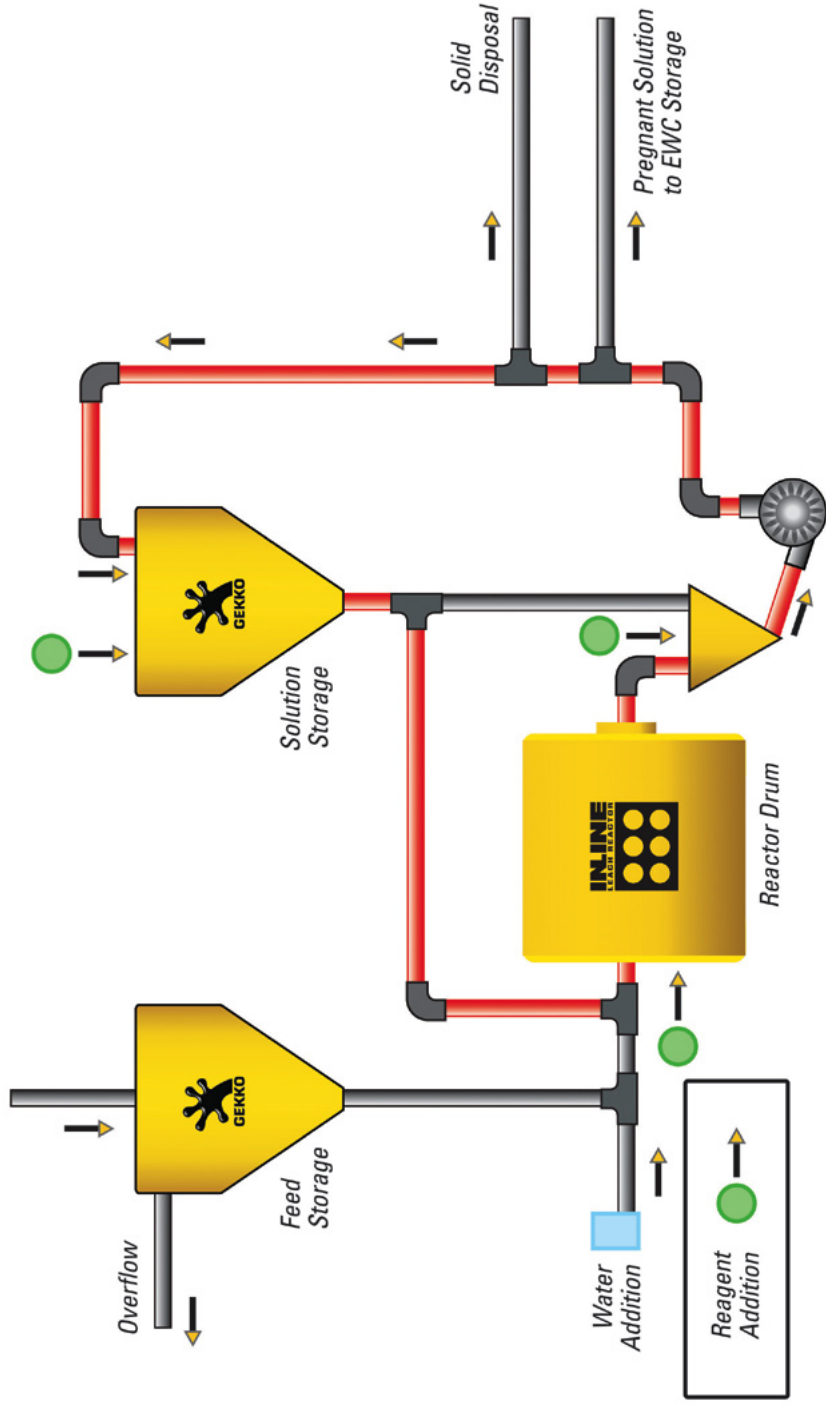 Overflow
GEKKO
Feed
Storage
GEKKO
Solution
Storage
Solid
Disposal
Pregnant Solution
to EWC Storage
Water
Addition
INLINE
LEACH REACTOR
Reactor Drum
Reagent
Addition